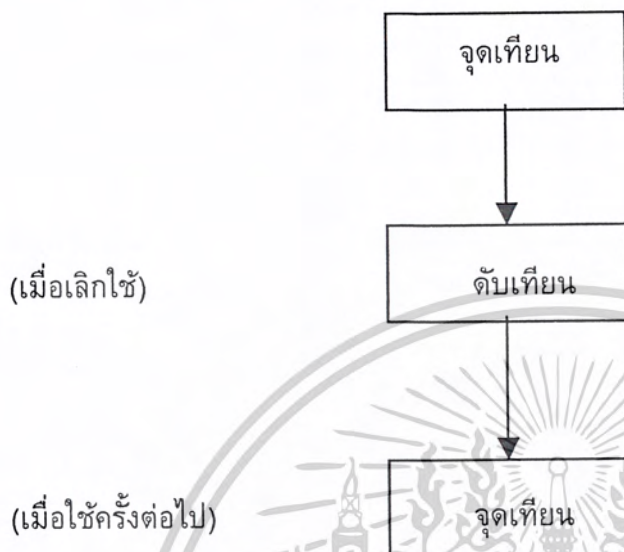 จุดเทียน
(เมื่อเลิกใช้) ดับเทียน
(เมื่อใช้ครั้งต่อไป) จุดเทียน